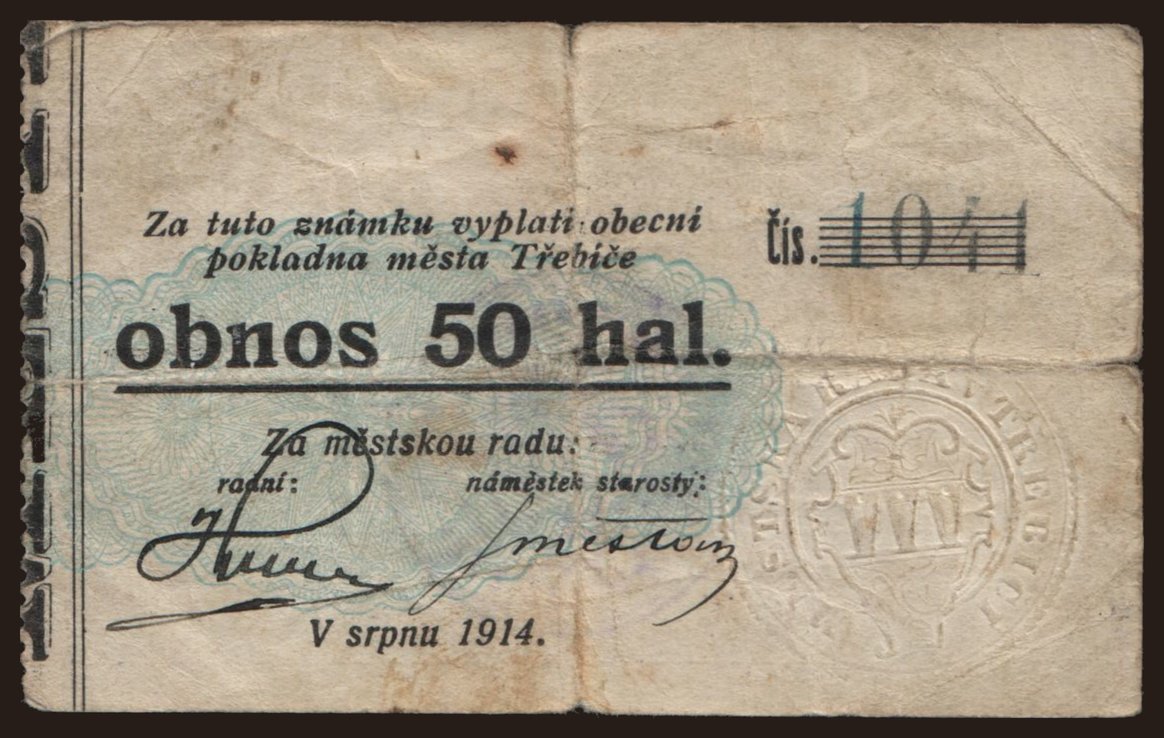 Za tuto známku vyplati obecní
pokladna města Třebíče
Čís. 1041
obnos 50 hal.
Za městskou radu:
radní:
náměstek starosty:
V srpnu 1914.